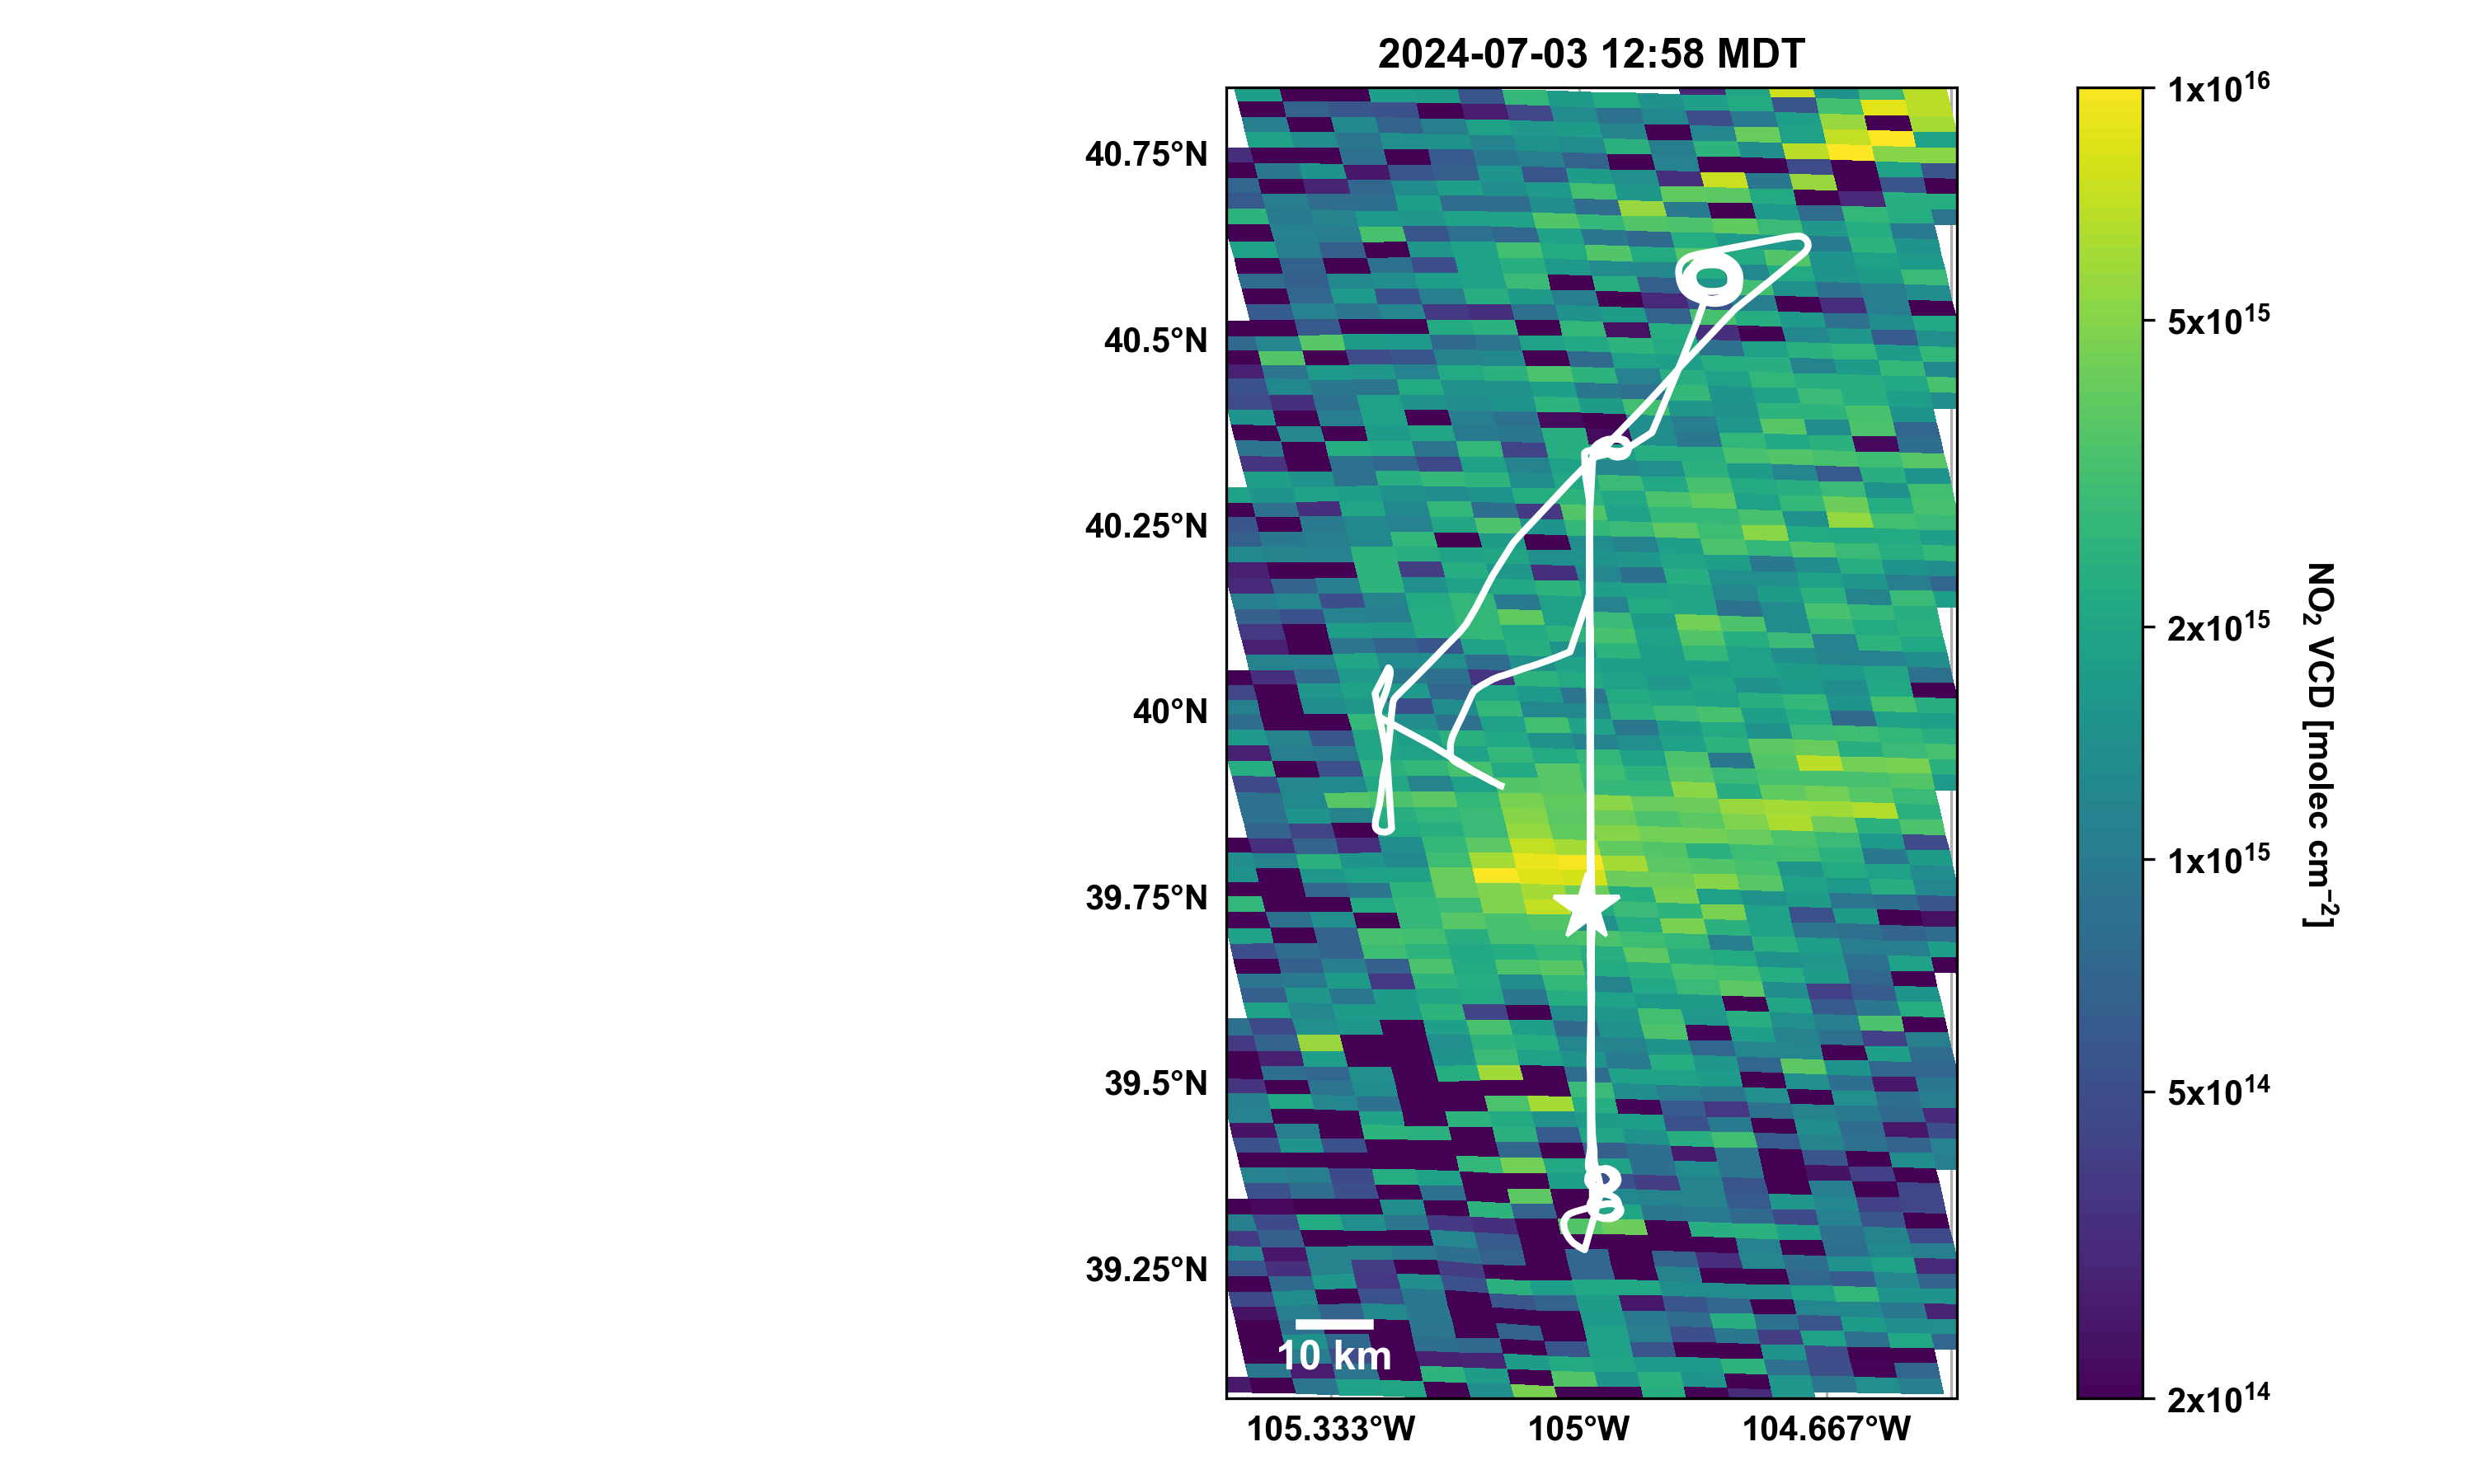 2024-07-03 12:58 MDT
40.75°N
40.5°N
40.25°N
40°N
39.75°N
39.5°N
39.25°N
10 km
105.333°W
105°W
104.667°W
1x10¹⁶
5x10¹⁵
2x10¹⁵
1x10¹⁵
5x10¹⁴
2x10¹⁴
NO₂ VCD [molec cm⁻²]